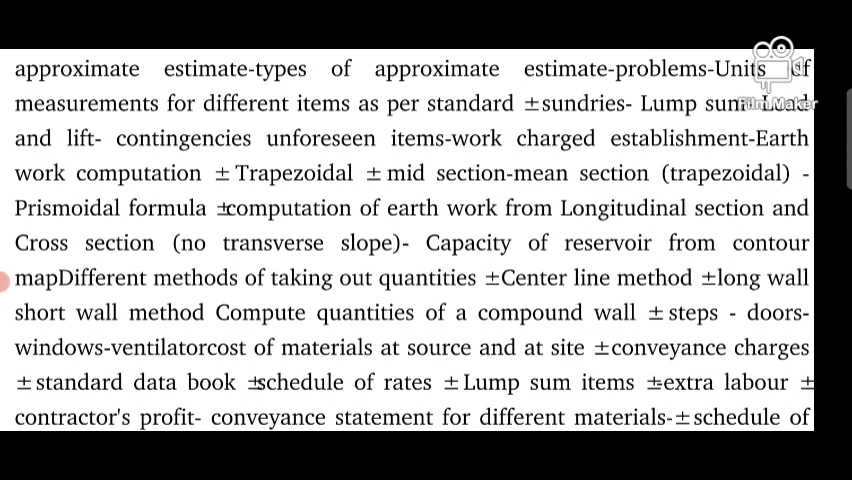 approximate estimate-types of approximate estimate-problems-Units of
measurements for different items as per standard ±sundries- Lump sum- Lead
and lift- contingencies unforeseen items-work charged establishment-Earth
work computation ± Trapezoidal ± mid section-mean section (trapezoidal) -
Prismoidal formula ±computation of earth work from Longitudinal section and
Cross section (no transverse slope)- Capacity of reservoir from contour
mapDifferent methods of taking out quantities ±Center line method ±long wall
short wall method Compute quantities of a compound wall ± steps - doors-
windows-ventilatorcost of materials at source and at site ±conveyance charges
± standard data book ±schedule of rates ± Lump sum items ±extra labour ±
contractor's profit- conveyance statement for different materials-±schedule of
Film Maker